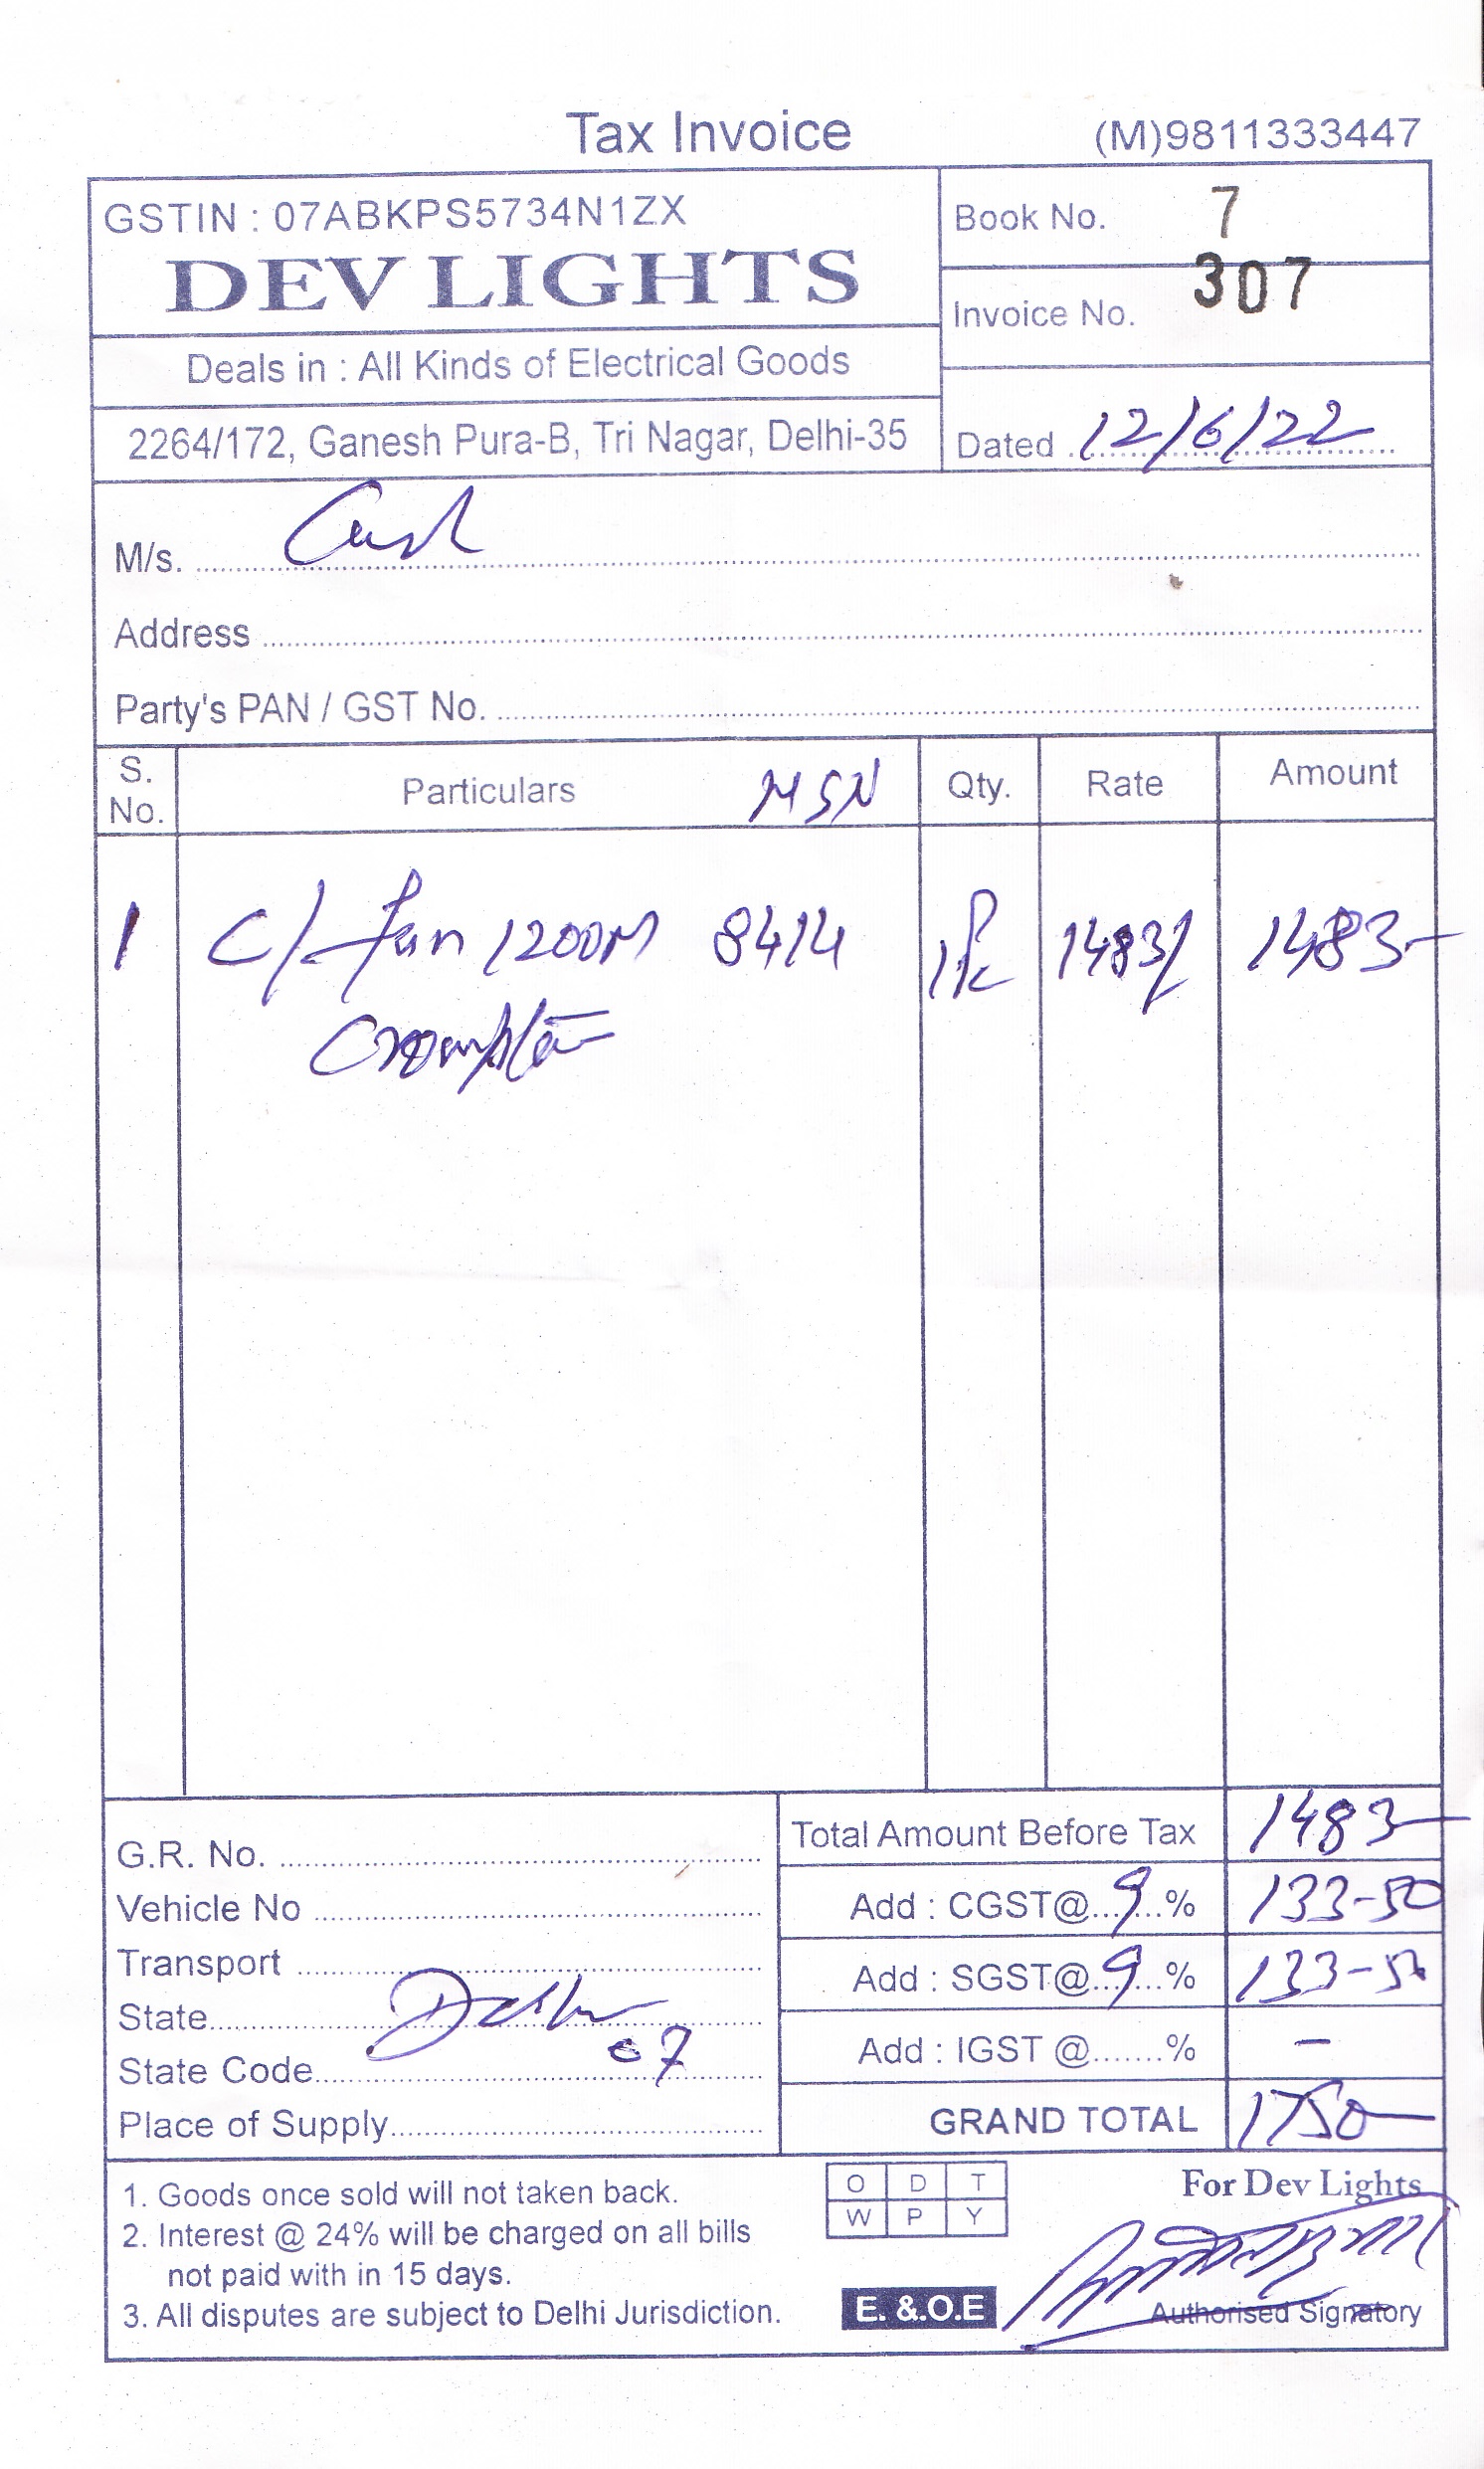 Tax Invoice
(M)9811333447
GSTIN : 07ABKPS5734N1ZX
DEV LIGHTS
Deals in : All Kinds of Electrical Goods
2264/172, Ganesh Pura-B, Tri Nagar, Delhi-35
Book No. 7
Invoice No. 307
Dated 12/6/22
M/s. Cash
Address
Party's PAN / GST No.
S. No. Particulars HSN Qty. Rate Amount
1 C/Fan 1200M 8414 1Pc 1483/ 1483-
Crompton
G.R. No.
Vehicle No
Transport
State Delhi
State Code 07
Place of Supply
Total Amount Before Tax 1483-
Add : CGST@ 9 % 133-50
Add : SGST@ 9 % 133-50
Add : IGST @ % -
GRAND TOTAL 1750-
1. Goods once sold will not taken back.
2. Interest @ 24% will be charged on all bills
not paid with in 15 days.
3. All disputes are subject to Delhi Jurisdiction.
O D T
W P Y
E. &.O.E
For Dev Lights
Authorised Signatory